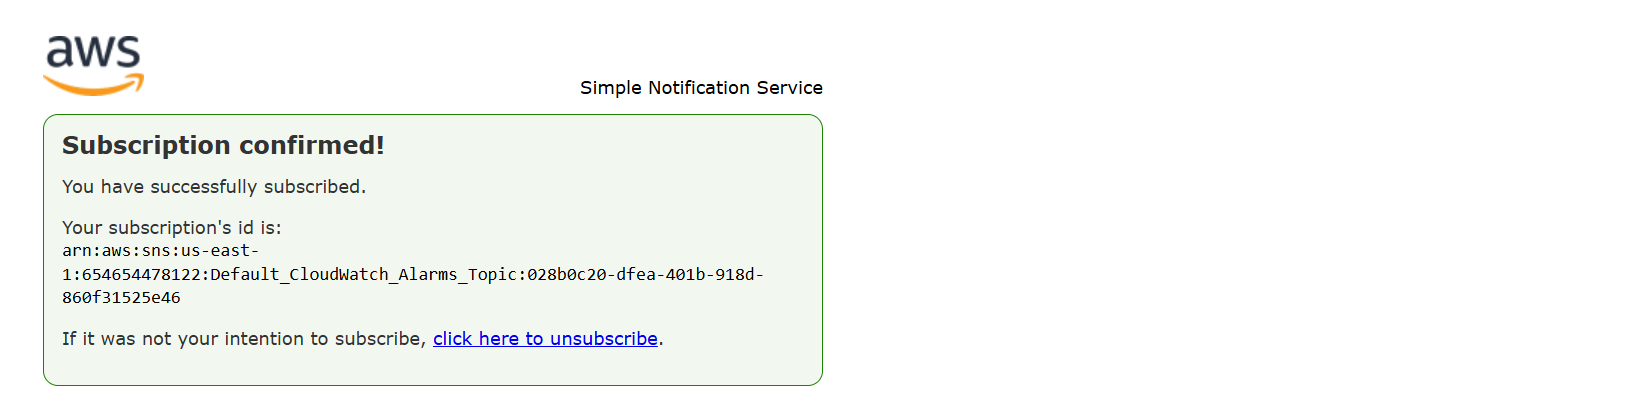 aws
Simple Notification Service
Subscription confirmed!
You have successfully subscribed.
Your subscription's id is:
arn:aws:sns:us-east-
1:654654478122:Default_CloudWatch_Alarms_Topic:028b0c20-dfea-401b-918d-
860f31525e46
If it was not your intention to subscribe, click here to unsubscribe.